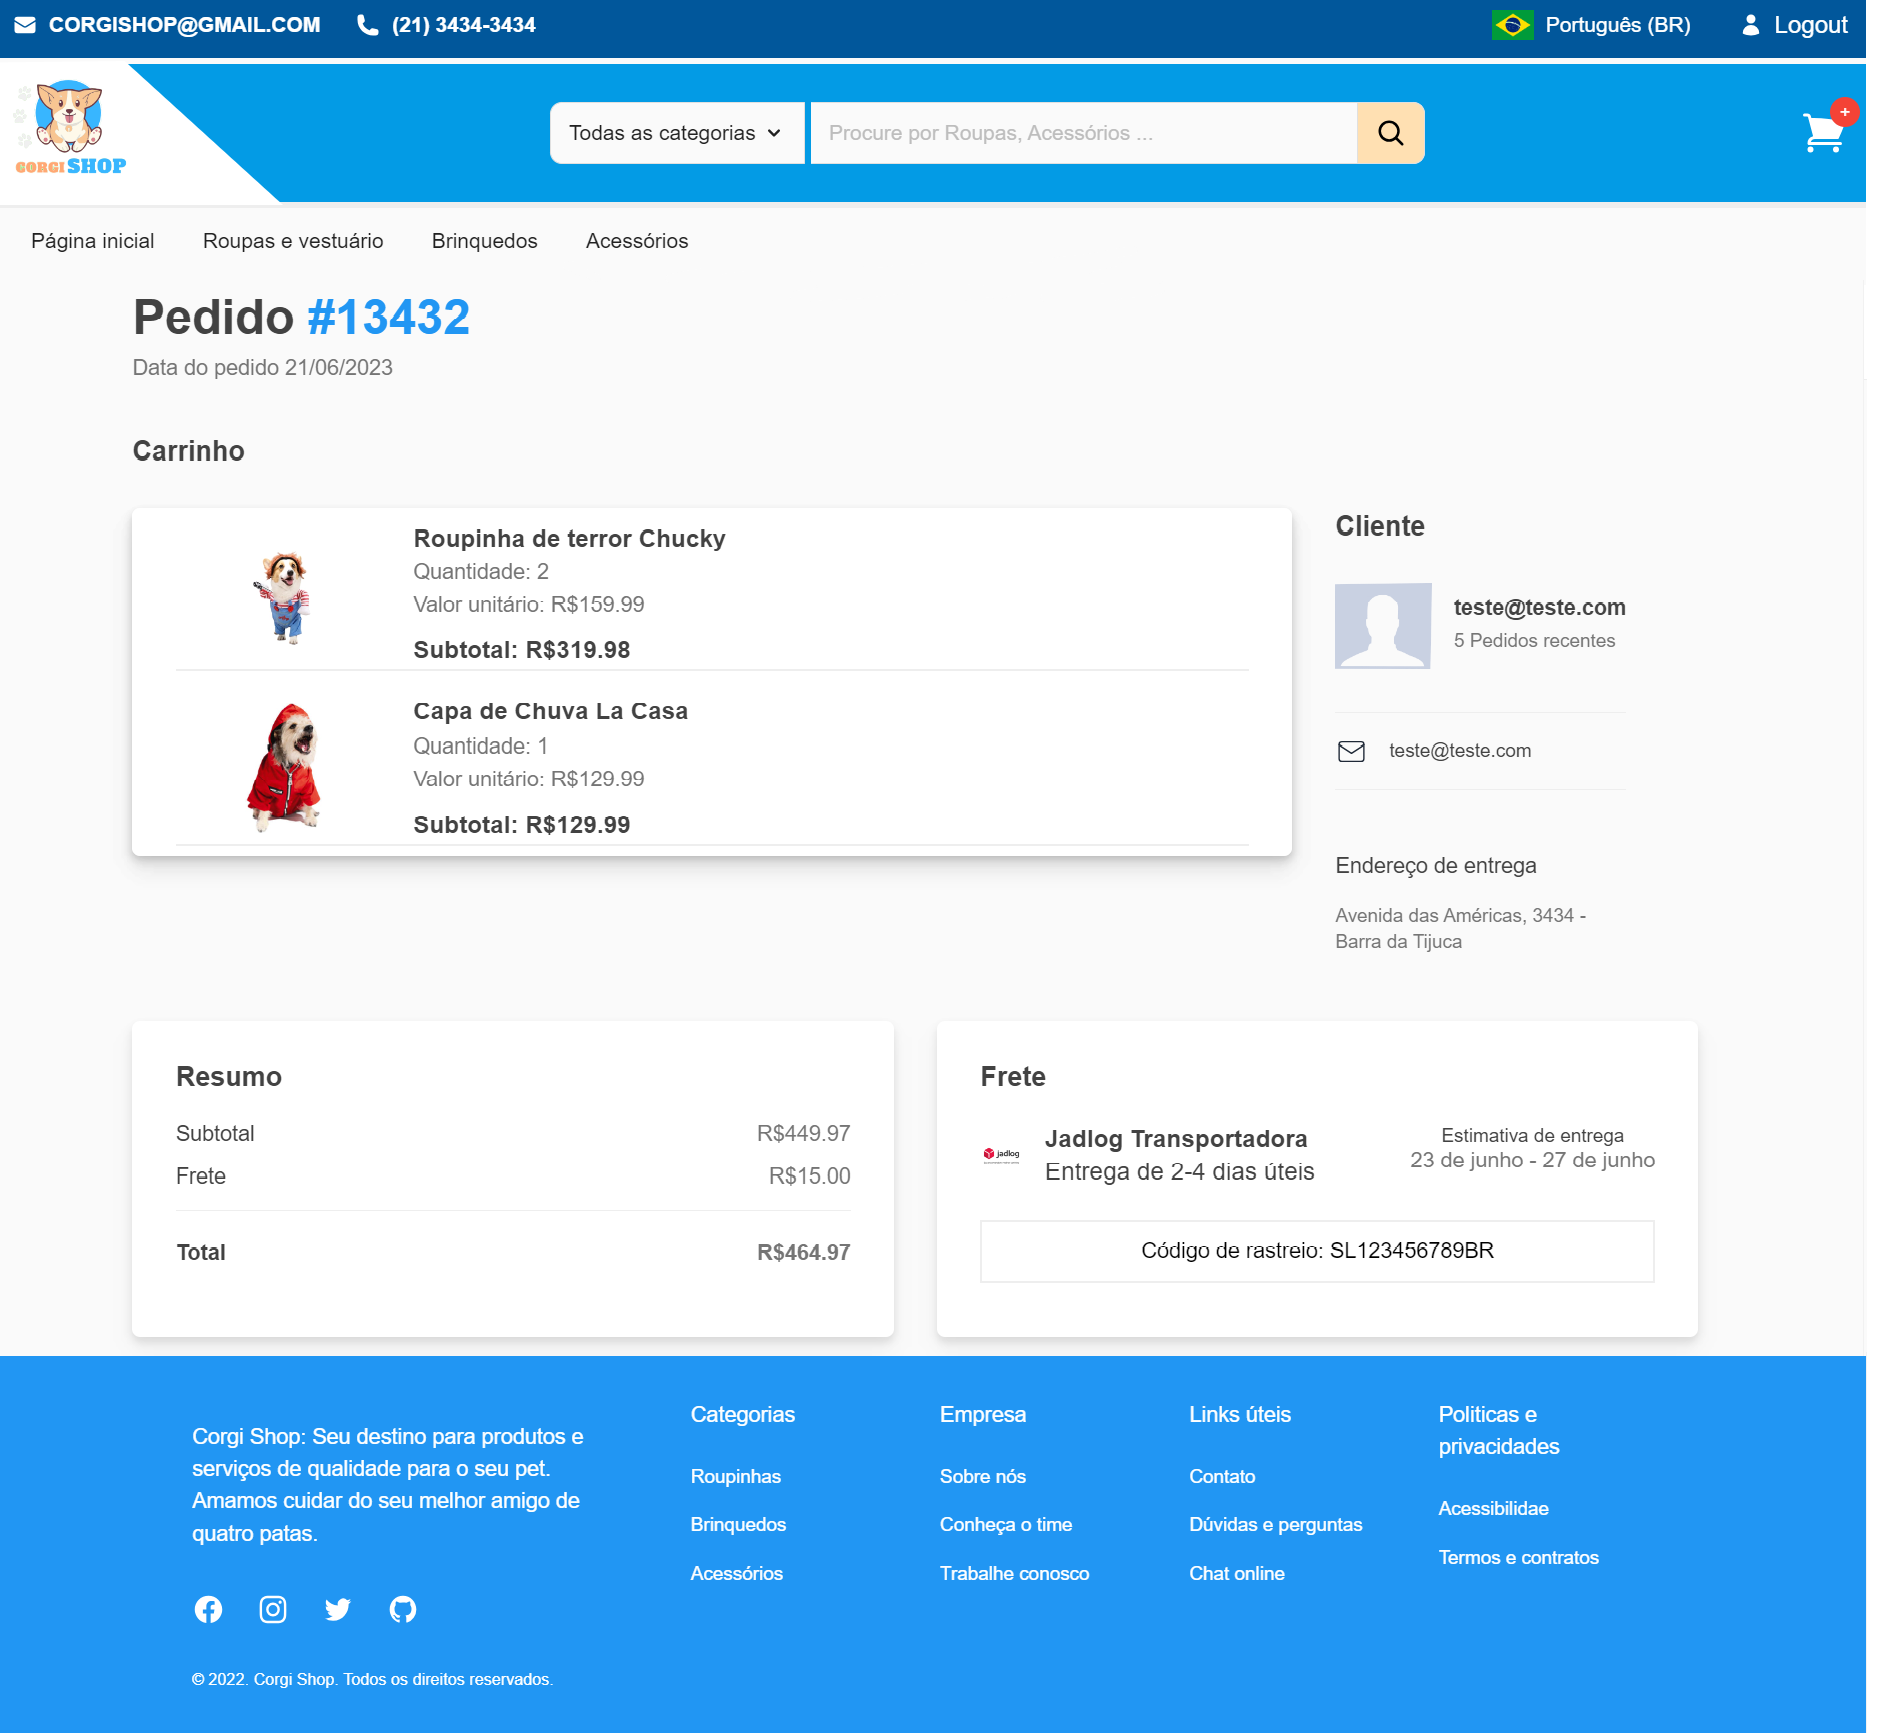 CORGISHOP@GMAIL.COM (21) 3434-3434 Português (BR) Logout
CORGI SHOP
Todas as categorias Procure por Roupas, Acessórios ... +
Página inicial Roupas e vestuário Brinquedos Acessórios
Pedido #13432
Data do pedido 21/06/2023
Carrinho
Roupinha de terror Chucky
Quantidade: 2
Valor unitário: R$159.99
Subtotal: R$319.98
Capa de Chuva La Casa
Quantidade: 1
Valor unitário: R$129.99
Subtotal: R$129.99
Cliente
teste@teste.com
5 Pedidos recentes
teste@teste.com
Endereço de entrega
Avenida das Américas, 3434 -
Barra da Tijuca
Resumo
Subtotal R$449.97
Frete R$15.00
Total R$464.97
Frete
jadlog
Jadlog Transportadora
Entrega de 2-4 dias úteis
Estimativa de entrega
23 de junho - 27 de junho
Código de rastreio: SL123456789BR
Corgi Shop: Seu destino para produtos e
serviços de qualidade para o seu pet.
Amamos cuidar do seu melhor amigo de
quatro patas.
© 2022. Corgi Shop. Todos os direitos reservados.
Categorias
Roupinhas
Brinquedos
Acessórios
Empresa
Sobre nós
Conheça o time
Trabalhe conosco
Links úteis
Contato
Dúvidas e perguntas
Chat online
Politicas e
privacidades
Acessibilidae
Termos e contratos